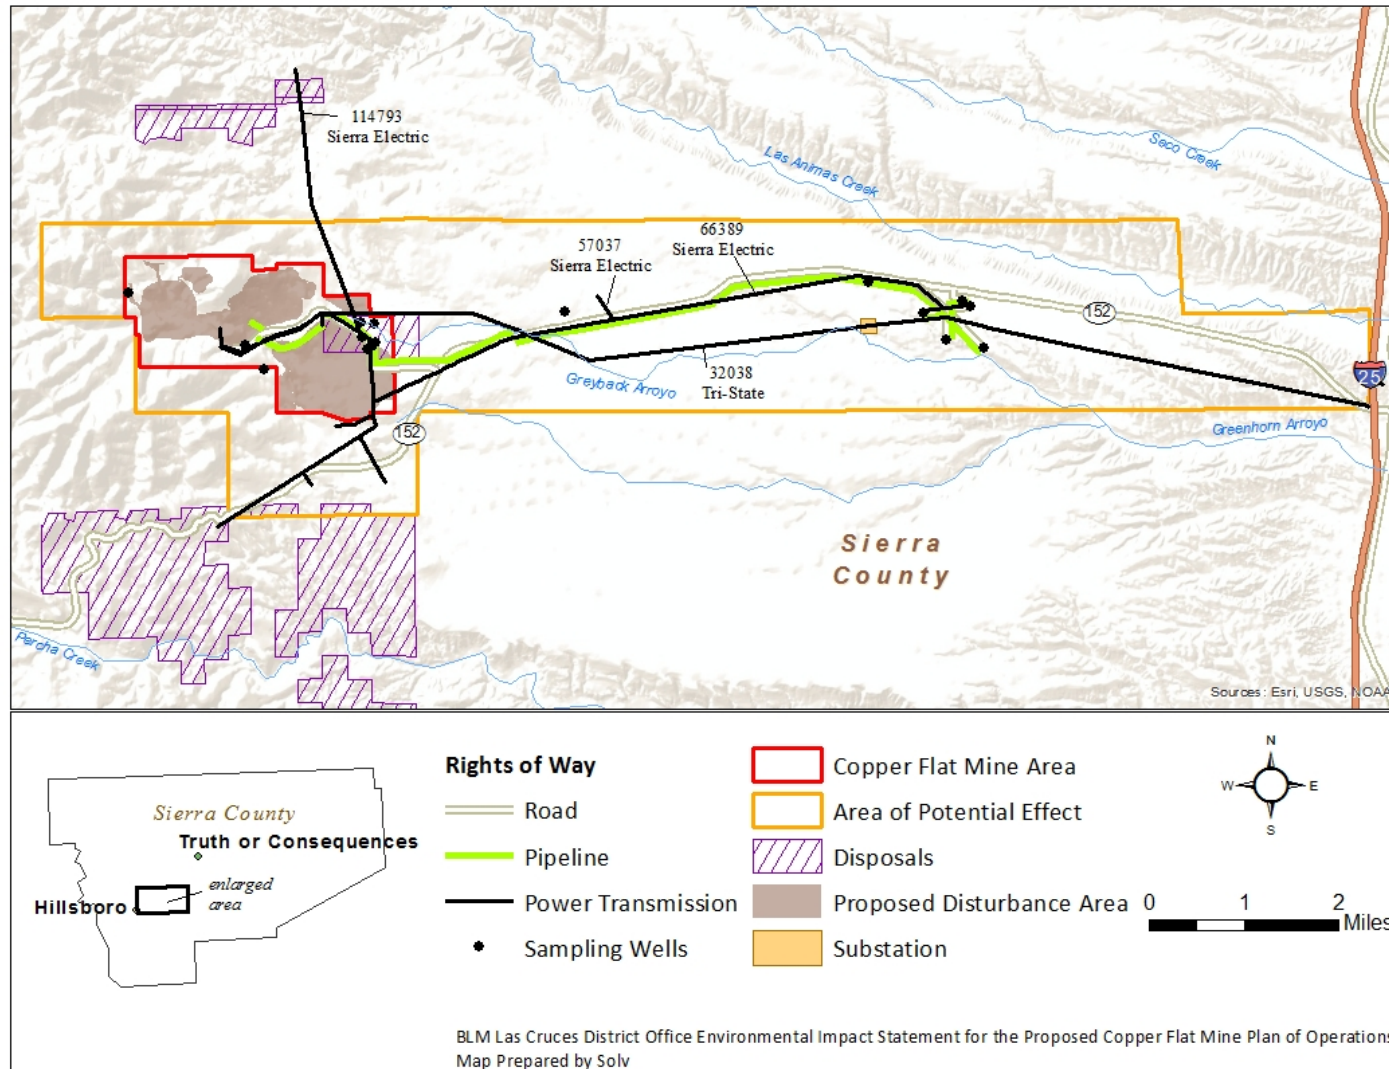 114793
Sierra Electric
Las Animas Creek
Seco Creek
66389
Sierra Electric
57037
Sierra Electric
152
25
32038
Tri-State
Greyback Arroyo
152
Greenhorn Arroyo
Sierra
County
Percha Creek
Sources: Esri, USGS, NOAA
Sierra County
Truth or Consequences
enlarged
area
Hillsboro
Rights of Way
Road
Pipeline
Power Transmission
Sampling Wells
Copper Flat Mine Area
Area of Potential Effect
Disposals
Proposed Disturbance Area
Substation
N
W
E
S
0 1 2
Miles
BLM Las Cruces District Office Environmental Impact Statement for the Proposed Copper Flat Mine Plan of Operations
Map Prepared by Solv